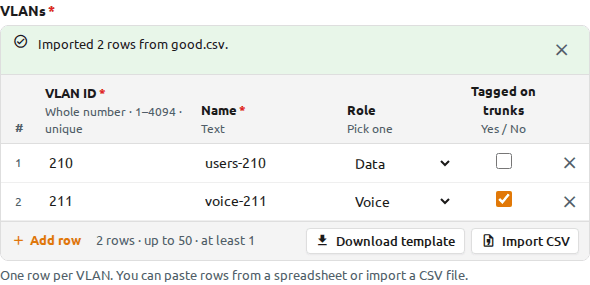 VLANs *
Imported 2 rows from good.csv.
# VLAN ID * Whole number · 1–4094 · unique Name * Text Role Pick one Tagged on trunks Yes / No
1 210 users-210 Data
2 211 voice-211 Voice
+ Add row 2 rows · up to 50 · at least 1 Download template Import CSV
One row per VLAN. You can paste rows from a spreadsheet or import a CSV file.